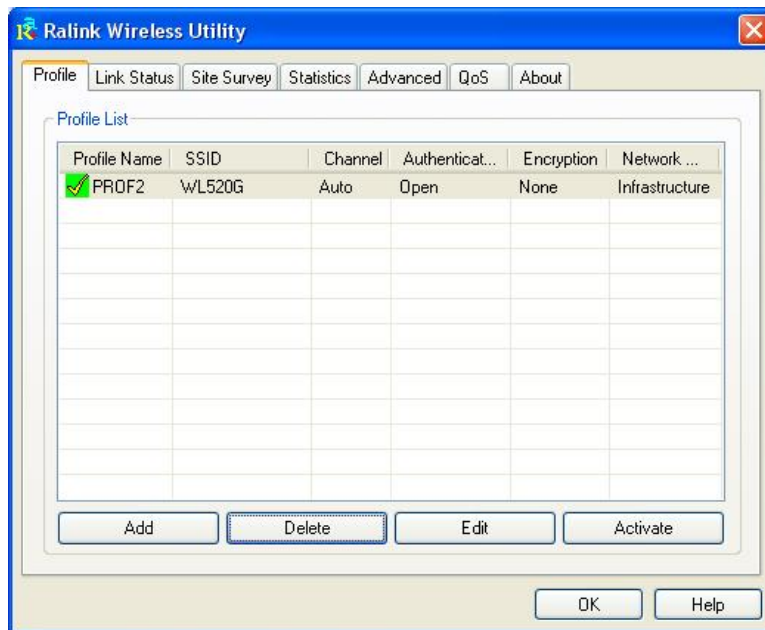 Ralink Wireless Utility
Profile Link Status Site Survey Statistics Advanced QoS About
Profile List
Profile Name SSID Channel Authenticat... Encryption Network ...
PROF2 WL520G Auto Open None Infrastructure
Add Delete Edit Activate
OK Help